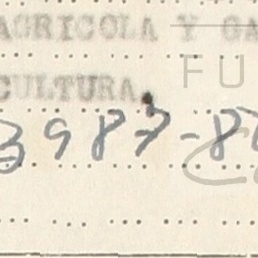 AGRICOLA Y GA
FU
CULTURA.
3987-8